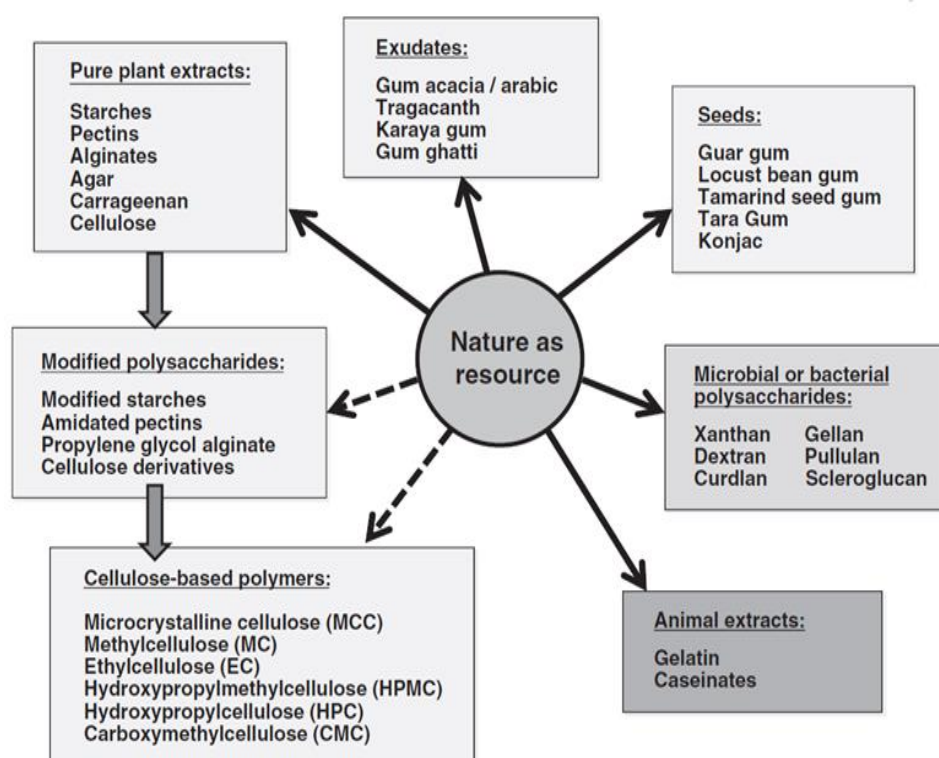 Pure plant extracts:
Starches
Pectins
Alginates
Agar
Carrageenan
Cellulose
Exudates:
Gum acacia / arabic
Tragacanth
Karaya gum
Gum ghatti
Seeds:
Guar gum
Locust bean gum
Tamarind seed gum
Tara Gum
Konjac
Nature as
resource
Modified polysaccharides:
Modified starches
Amidated pectins
Propylene glycol alginate
Cellulose derivatives
Microbial or bacterial
polysaccharides:
Xanthan Gellan
Dextran Pullulan
Curdlan Scleroglucan
Cellulose-based polymers:
Microcrystalline cellulose (MCC)
Methylcellulose (MC)
Ethylcellulose (EC)
Hydroxypropylmethylcellulose (HPMC)
Hydroxypropylcellulose (HPC)
Carboxymethylcellulose (CMC)
Animal extracts:
Gelatin
Caseinates